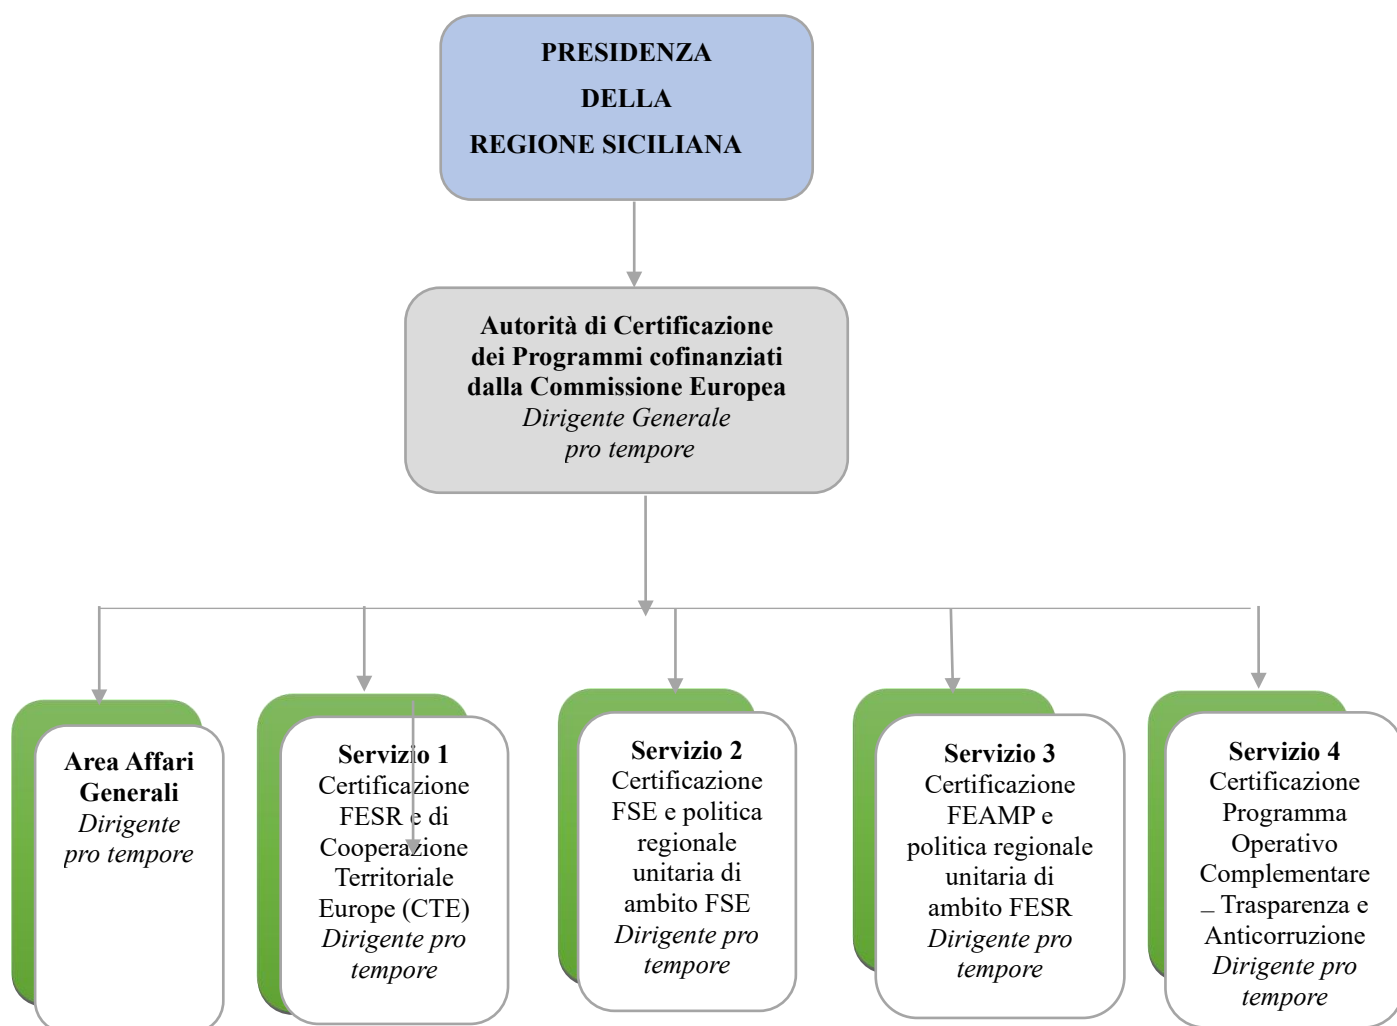 PRESIDENZA
DELLA
REGIONE SICILIANA
Autorità di Certificazione
dei Programmi cofinanziati
dalla Commissione Europea
Dirigente Generale
pro tempore
Area Affari
Generali
Dirigente
pro tempore
Servizio 1
Certificazione
FESR e di
Cooperazione
Territoriale
Europe (CTE)
Dirigente pro
tempore
Servizio 2
Certificazione
FSE e politica
regionale
unitaria di
ambito FSE
Dirigente pro
tempore
Servizio 3
Certificazione
FEAMP e
politica regionale
unitaria di
ambito FESR
Dirigente pro
tempore
Servizio 4
Certificazione
Programma
Operativo
Complementare
– Trasparenza e
Anticorruzione
Dirigente pro
tempore